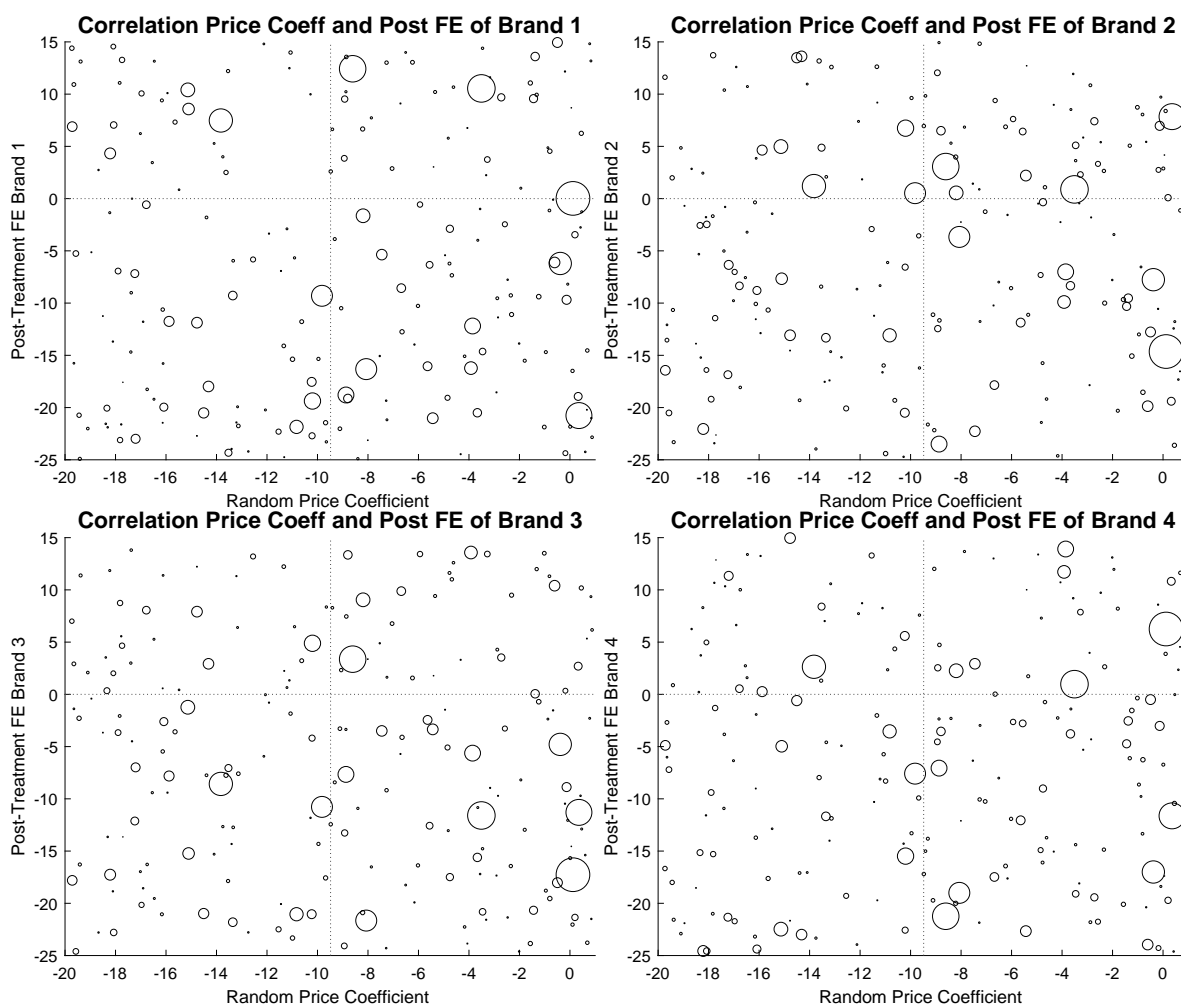 Correlation Price Coeff and Post FE of Brand 1
15
10
5
0
-5
-10
-15
-20
-25
Post-Treatment FE Brand 1
-20 -18 -16 -14 -12 -10 -8 -6 -4 -2 0
Random Price Coefficient
Correlation Price Coeff and Post FE of Brand 2
15
10
5
0
-5
-10
-15
-20
-25
Post-Treatment FE Brand 2
-20 -18 -16 -14 -12 -10 -8 -6 -4 -2 0
Random Price Coefficient
Correlation Price Coeff and Post FE of Brand 3
15
10
5
0
-5
-10
-15
-20
-25
Post-Treatment FE Brand 3
-20 -18 -16 -14 -12 -10 -8 -6 -4 -2 0
Random Price Coefficient
Correlation Price Coeff and Post FE of Brand 4
15
10
5
0
-5
-10
-15
-20
-25
Post-Treatment FE Brand 4
-20 -18 -16 -14 -12 -10 -8 -6 -4 -2 0
Random Price Coefficient